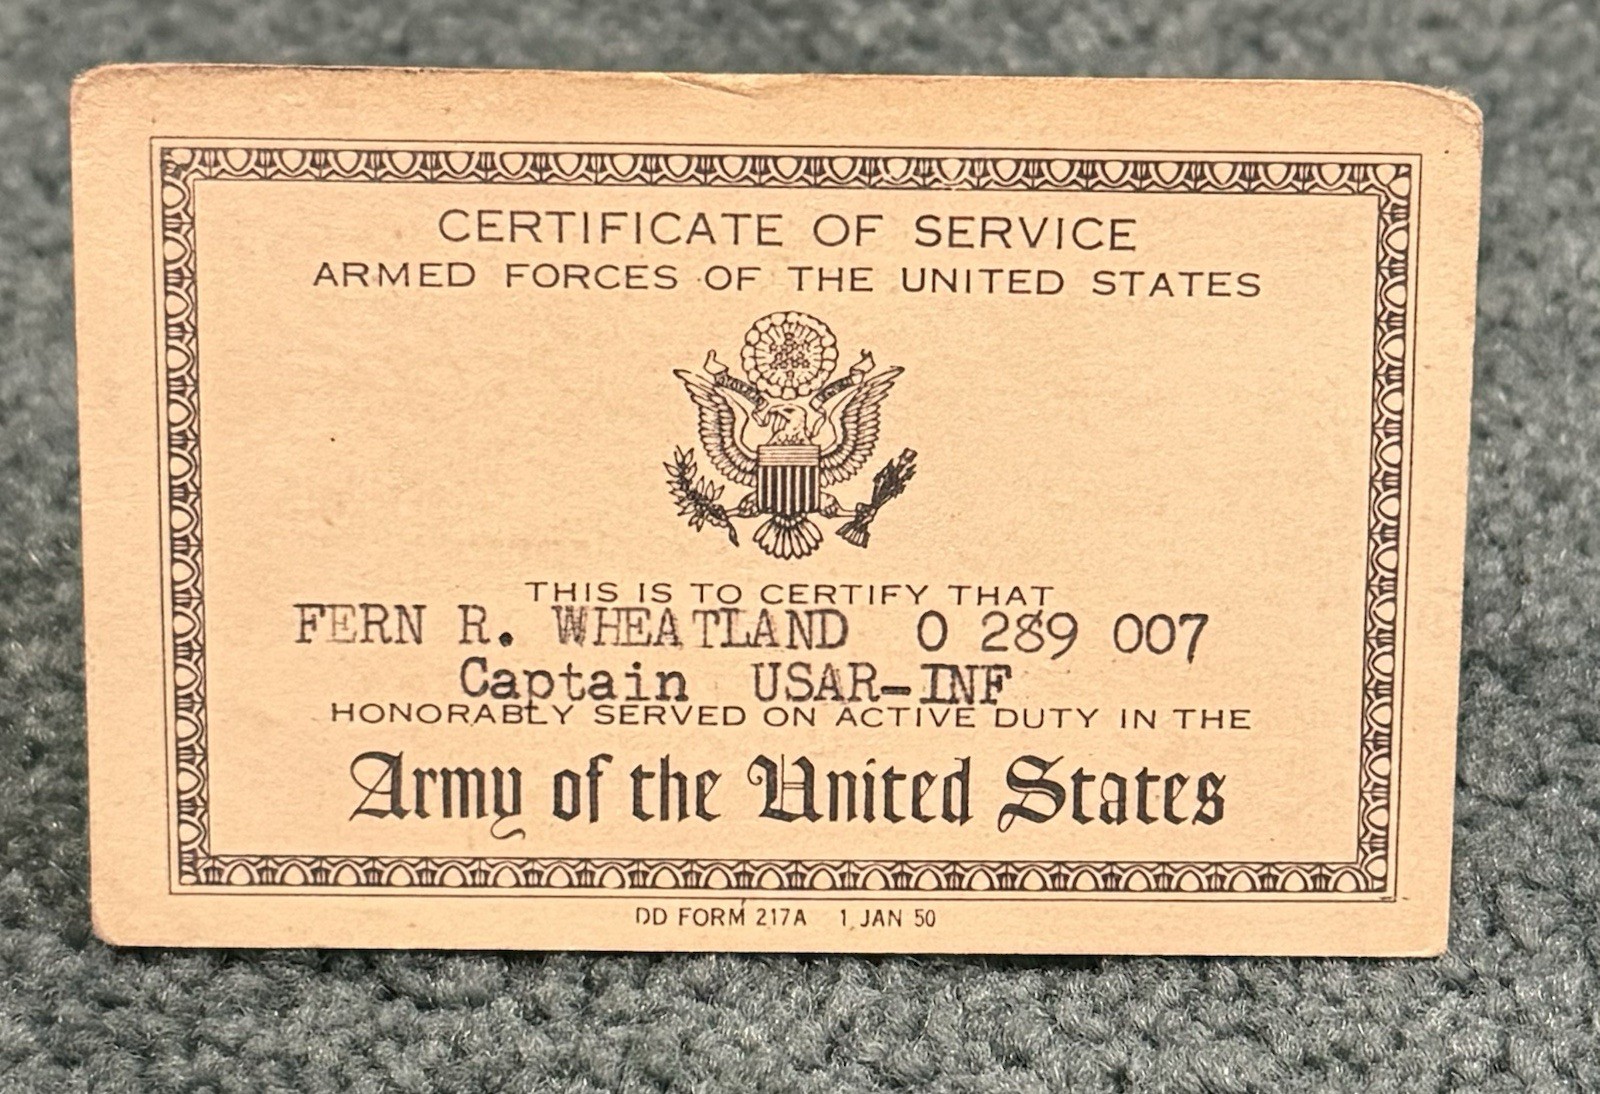 CERTIFICATE OF SERVICE
ARMED FORCES OF THE UNITED STATES
THIS IS TO CERTIFY THAT
FERN R. WHEATLAND O 289 007
Captain USAR-INF
HONORABLY SERVED ON ACTIVE DUTY IN THE
Army of the United States
DD FORM 217A 1 JAN 50